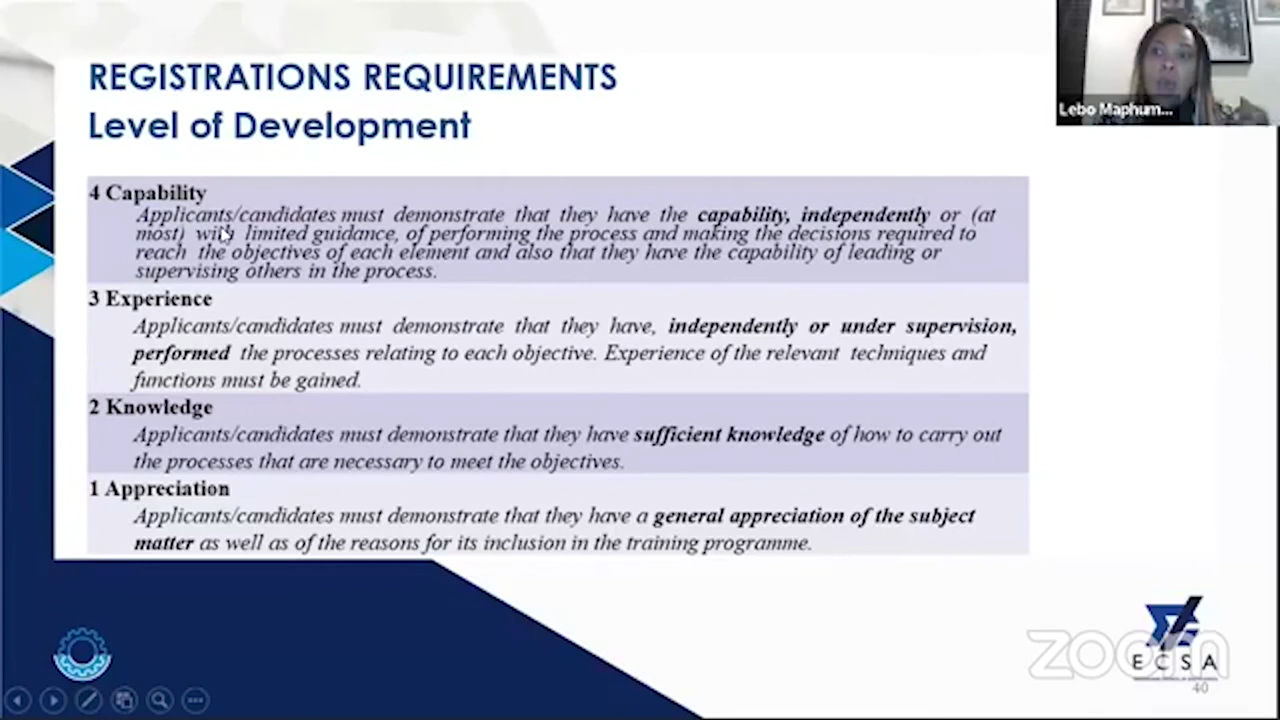 REGISTRATIONS REQUIREMENTS
Level of Development
Lebo Maphum...
4 Capability
Applicants/candidates must demonstrate that they have the capability, independently or (at
most) with limited guidance, of performing the process and making the decisions required to
reach the objectives of each element and also that they have the capability of leading or
supervising others in the process.
3 Experience
Applicants/candidates must demonstrate that they have, independently or under supervision,
performed the processes relating to each objective. Experience of the relevant techniques and
functions must be gained.
2 Knowledge
Applicants/candidates must demonstrate that they have sufficient knowledge of how to carry out
the processes that are necessary to meet the objectives.
1 Appreciation
Applicants/candidates must demonstrate that they have a general appreciation of the subject
matter as well as of the reasons for its inclusion in the training programme.
zoom
ECSA
40